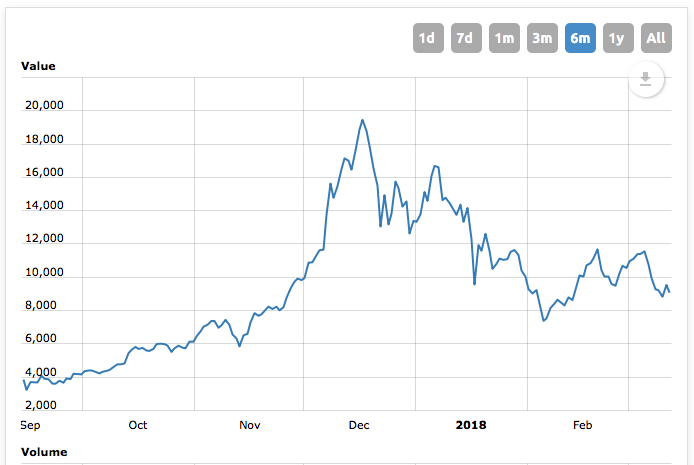 1d 7d 1m 3m 6m 1y All
Value
20,000
18,000
16,000
14,000
12,000
10,000
8,000
6,000
4,000
2,000
Sep Oct Nov Dec 2018 Feb
Volume